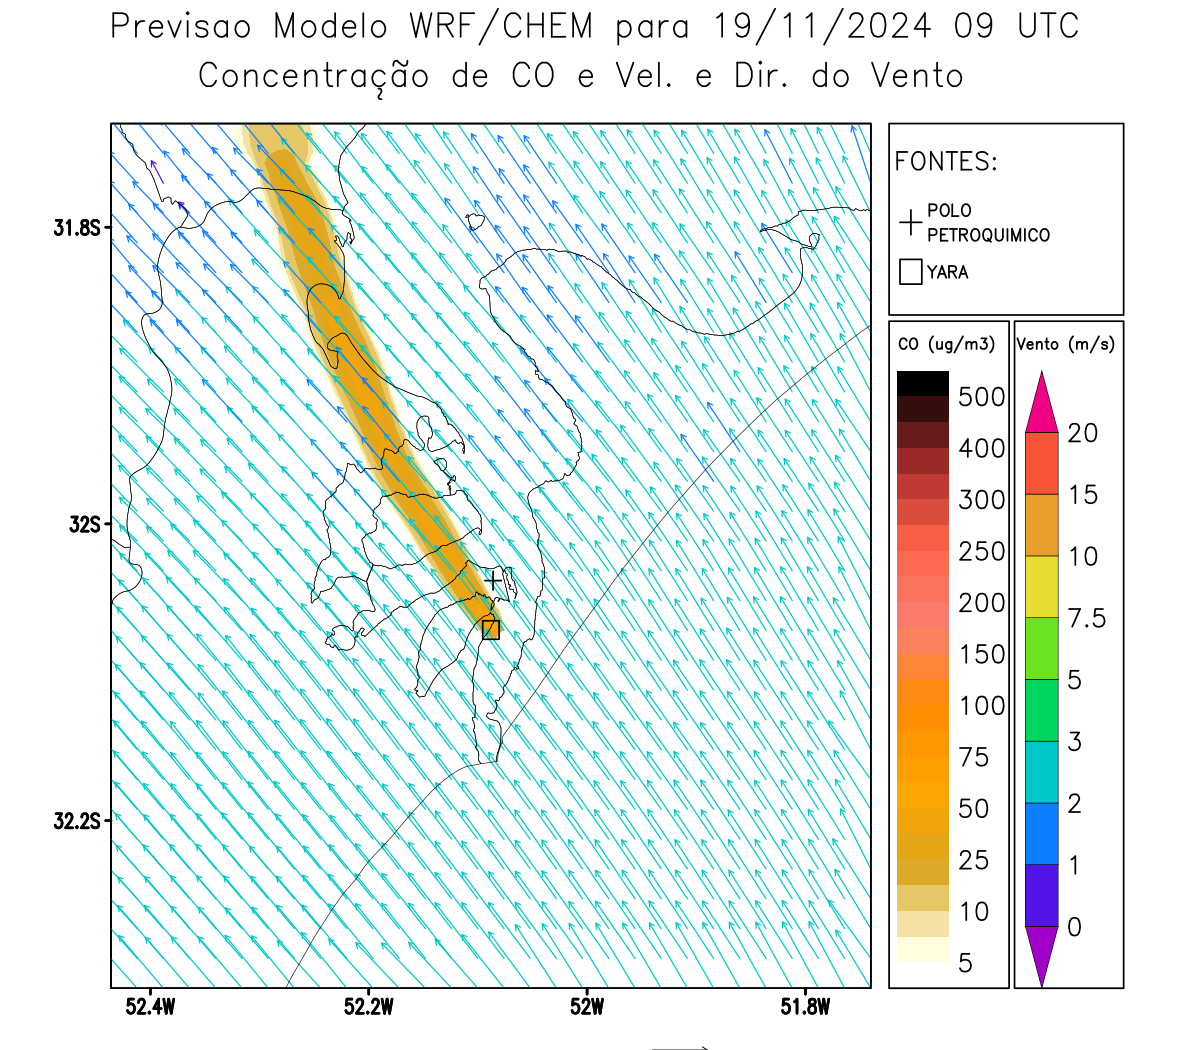 Previsao Modelo WRF/CHEM para 19/11/2024 09 UTC
Concentração de CO e Vel. e Dir. do Vento
FONTES:
POLO
PETROQUIMICO
YARA
31.8S
32S
32.2S
52.4W
52.2W
52W
51.8W
CO (ug/m3)
500
400
300
250
200
150
100
75
50
25
10
5
Vento (m/s)
20
15
10
7.5
5
3
2
1
0